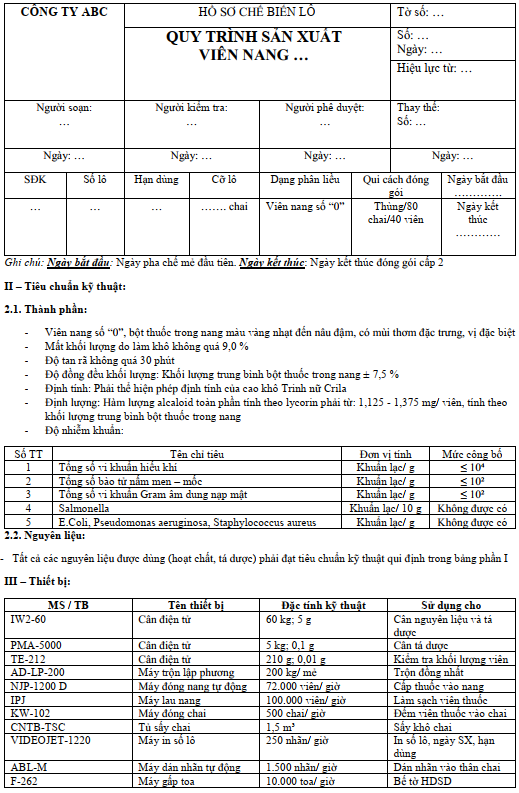 CÔNG TY ABC
HỒ SƠ CHẾ BIẾN LÔ
Tờ số: …
QUY TRÌNH SẢN XUẤT
VIÊN NANG …
Số: …
Ngày: …
Hiệu lực từ: …
Người soạn:
…
Người kiểm tra:
…
Người phê duyệt:
…
Thay thế:
Số: …
Ngày: …
Ngày: …
Ngày: …
Ngày: …
SĐK
Số lô
Hạn dùng
Cỡ lô
Dạng phân liều
Qui cách đóng
gói
Ngày bắt đầu
………….
…
…
…
……. chai
Viên nang số “0”
Thùng/80
chai/40 viên
Ngày kết
thúc
…………
Ghi chú: Ngày bắt đầu: Ngày pha chế mẻ đầu tiên. Ngày kết thúc: Ngày kết thúc đóng gói cấp 2
II – Tiêu chuẩn kỹ thuật:
2.1. Thành phần:
- Viên nang số “0”, bột thuốc trong nang màu vàng nhạt đến nâu đậm, có mùi thơm đặc trưng, vị đặc biệt
- Mất khối lượng do làm khô không quá 9,0 %
- Độ tan rã không quá 30 phút
- Độ đồng đều khối lượng: Khối lượng trung bình bột thuốc trong nang ± 7,5 %
- Định tính: Phải thể hiện phép định tính của cao khô Trinh nữ Crila
- Định lượng: Hàm lượng alcaloid toàn phần tính theo lycorin phải từ: 1,125 - 1,375 mg/ viên, tính theo
khối lượng trung bình bột thuốc trong nang
- Độ nhiễm khuẩn:
Số TT Tên chỉ tiêu Đơn vị tính Mức công bố
1 Tổng số vi khuẩn hiếu khí Khuẩn lạc/ g ≤ 10⁴
2 Tổng số bào tử nấm men – mốc Khuẩn lạc/ g ≤ 10²
3 Tổng số vi khuẩn Gram âm dung nạp mật Khuẩn lạc/ g ≤ 10²
4 Salmonella Khuẩn lạc/ 10 g Không được có
5 E.Coli, Pseudomonas aeruginosa, Staphylococcus aureus Khuẩn lạc/ g Không được có
2.2. Nguyên liệu:
- Tất cả các nguyên liệu được dùng (hoạt chất, tá dược) phải đạt tiêu chuẩn kỹ thuật qui định trong bảng phần I
III – Thiết bị:
MS / TB Tên thiết bị Đặc tính kỹ thuật Sử dụng cho
IW2-60 Cân điện tử 60 kg; 5 g Cân nguyên liệu và tá
dược
PMA-5000 Cân điện tử 5 kg; 0,1 g Cân tá dược
TE-212 Cân điện tử 210 g; 0,01 g Kiểm tra khối lượng viên
AD-LP-200 Máy trộn lập phương 200 kg/ mẻ Trộn đồng nhất
NJP-1200 D Máy đóng nang tự động 72.000 viên/ giờ Cấp thuốc vào nang
IPJ Máy lau nang 100.000 viên/ giờ Làm sạch viên thuốc
KW-102 Máy đóng chai 500 chai/ giờ Đếm viên thuốc vào chai
CNTB-TSC Tủ sấy chai 1,5 m³ Sấy khô chai
VIDEOJET-1220 Máy in số lô 250 nhãn/ giờ In số lô, ngày SX, hạn
dùng
ABL-M Máy dán nhãn tự động 1.500 nhãn/ giờ Dán nhãn vào thân chai
F-262 Máy gấp toa 10.000 toa/ giờ Bế tờ HDSD